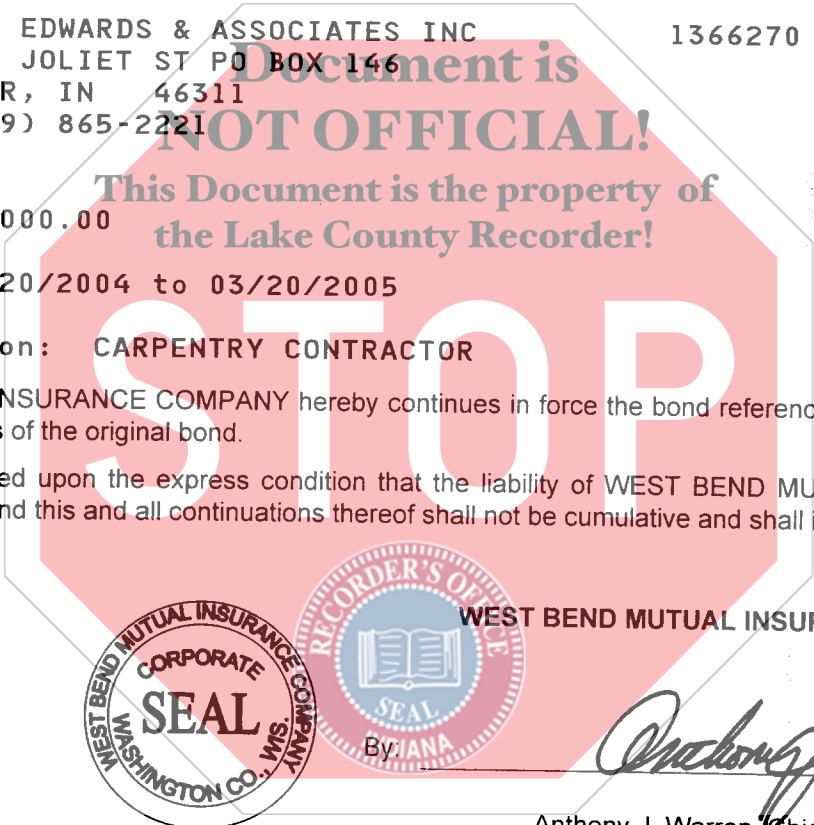 EDWARDS & ASSOCIATES INC 1366270
JOLIET ST PO BOX 146
R, IN 46311
9) 865-2221
Document is
NOT OFFICIAL!
This Document is the property of
the Lake County Recorder!
000.00
20/2004 to 03/20/2005
on: CARPENTRY CONTRACTOR
STOP
NSURANCE COMPANY hereby continues in force the bond referenc
s of the original bond.
ed upon the express condition that the liability of WEST BEND MU
nd this and all continuations thereof shall not be cumulative and shall i
WEST BEND MUTUAL INSUR
WEST BEND MUTUAL INSURANCE COMPANY
CORPORATE
SEAL
WASHINGTON CO., WIS.
RECORDER'S OFFICE
SEAL
INDIANA
By:
Anthony
Anthony J. Warren